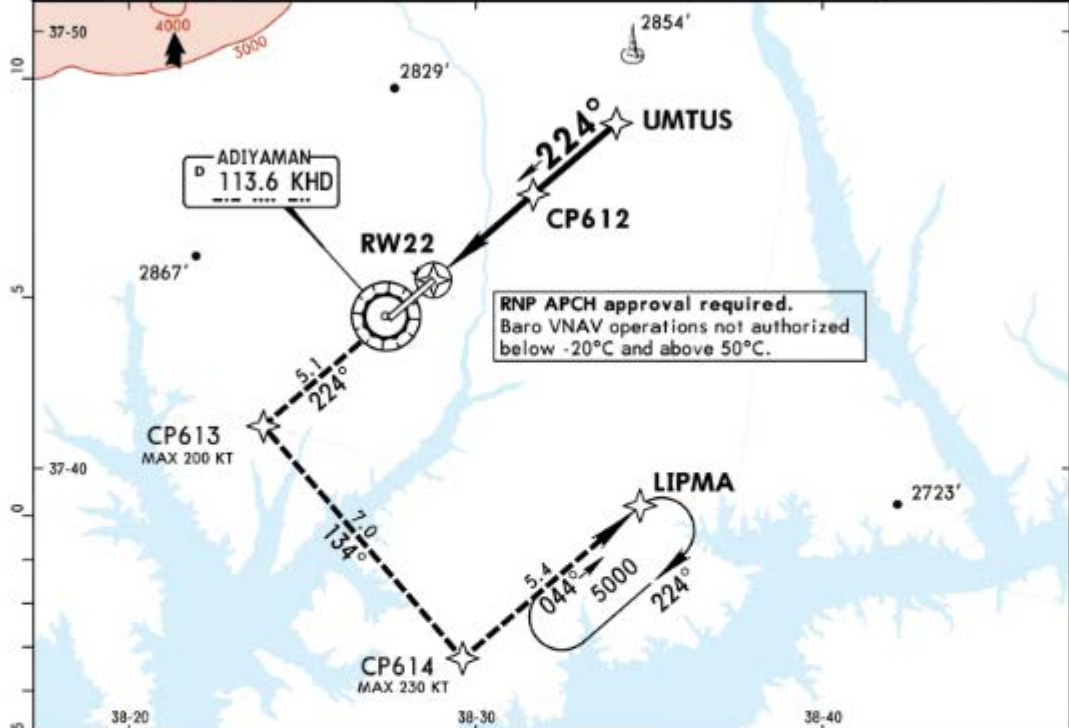 4000
3000
37-50
10
2829'
2854'
UMTUS
224°
CP612
ADIYAMAN
D 113.6 KHD
RW22
2867'
5
RNP APCH approval required.
Baro VNAV operations not authorized
below -20°C and above 50°C.
5.1
224°
CP613
MAX 200 KT
37-40
LIPMA
2723'
0
7.0
134°
5.4
044°
5000
224°
CP614
MAX 230 KT
5
38-20
38-30
38-40